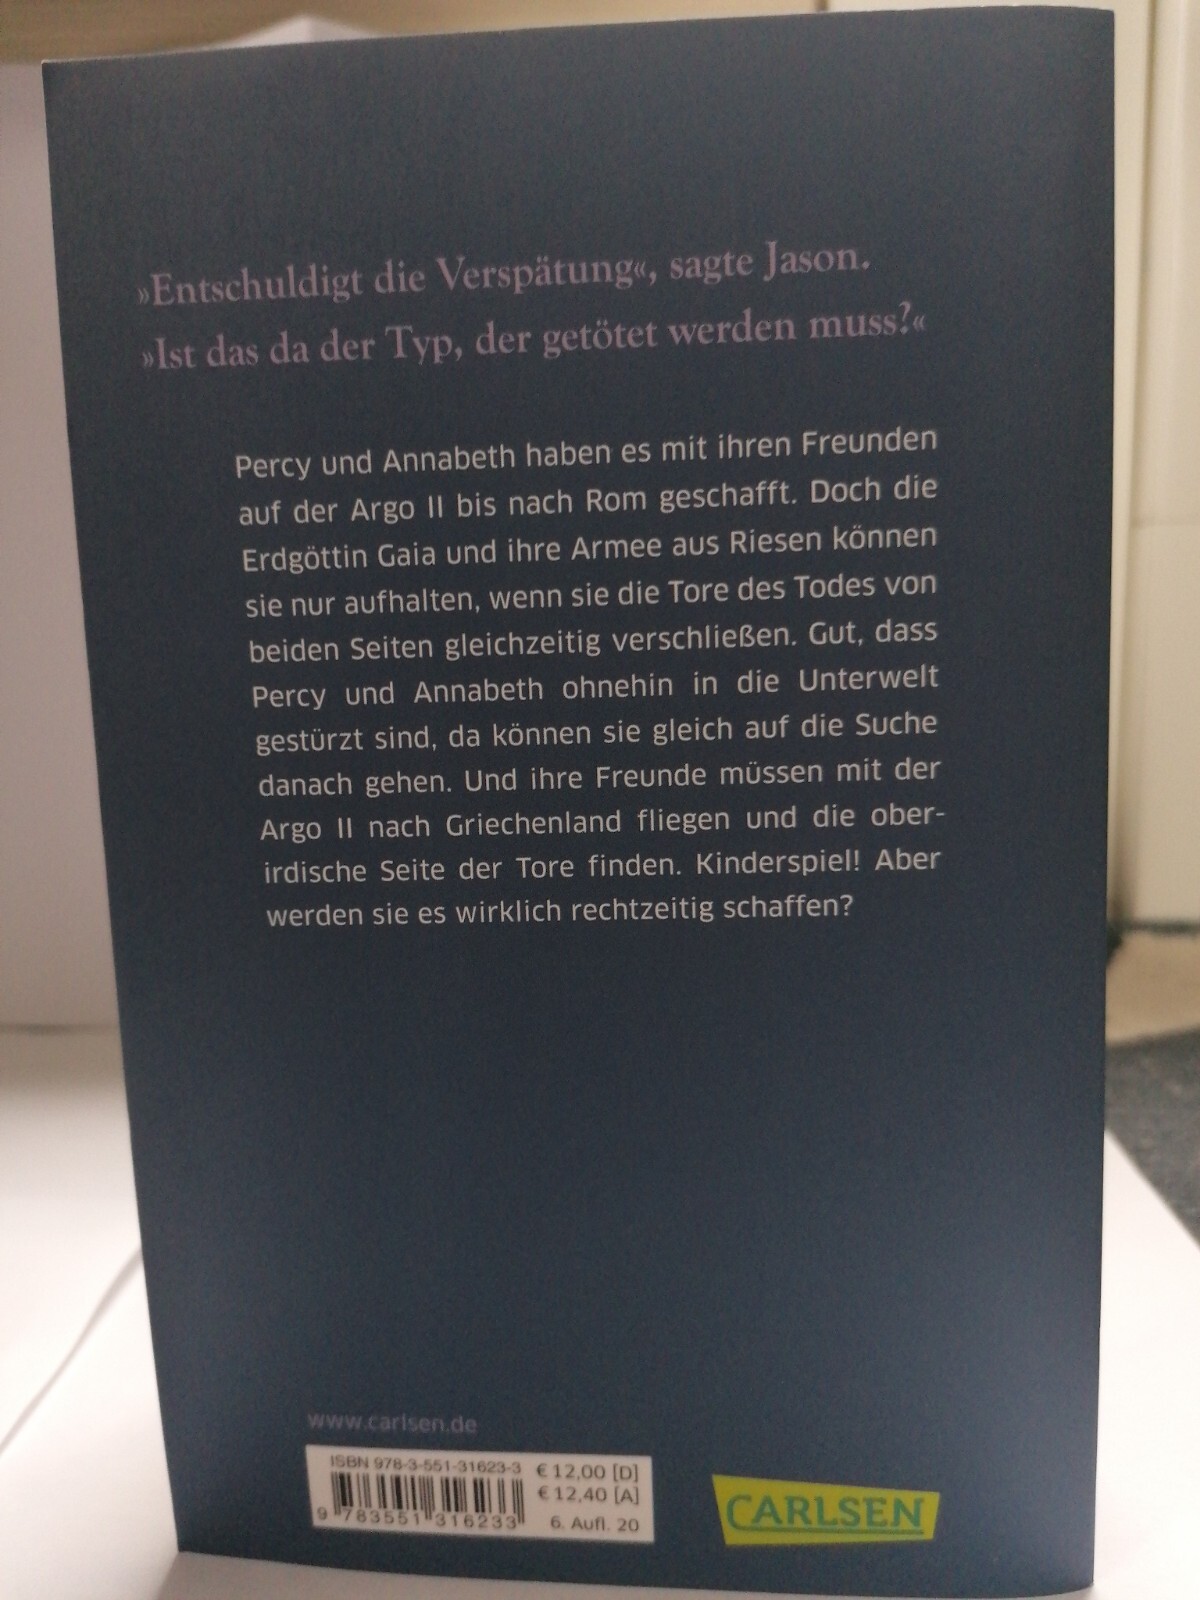 »Entschuldigt die Verspätung«, sagte Jason.
»Ist das da der Typ, der getötet werden muss?«
Percy und Annabeth haben es mit ihren Freunden
auf der Argo II bis nach Rom geschafft. Doch die
Erdgöttin Gaia und ihre Armee aus Riesen können
sie nur aufhalten, wenn sie die Tore des Todes von
beiden Seiten gleichzeitig verschließen. Gut, dass
Percy und Annabeth ohnehin in die Unterwelt
gestürzt sind, da können sie gleich auf die Suche
danach gehen. Und ihre Freunde müssen mit der
Argo II nach Griechenland fliegen und die ober-
irdische Seite der Tore finden. Kinderspiel! Aber
werden sie es wirklich rechtzeitig schaffen?
www.carlsen.de
ISBN 978-3-551-31623-3
€ 12,00 [D]
€ 12,40 [A]
9 783551 316233
6. Aufl. 20
CARLSEN